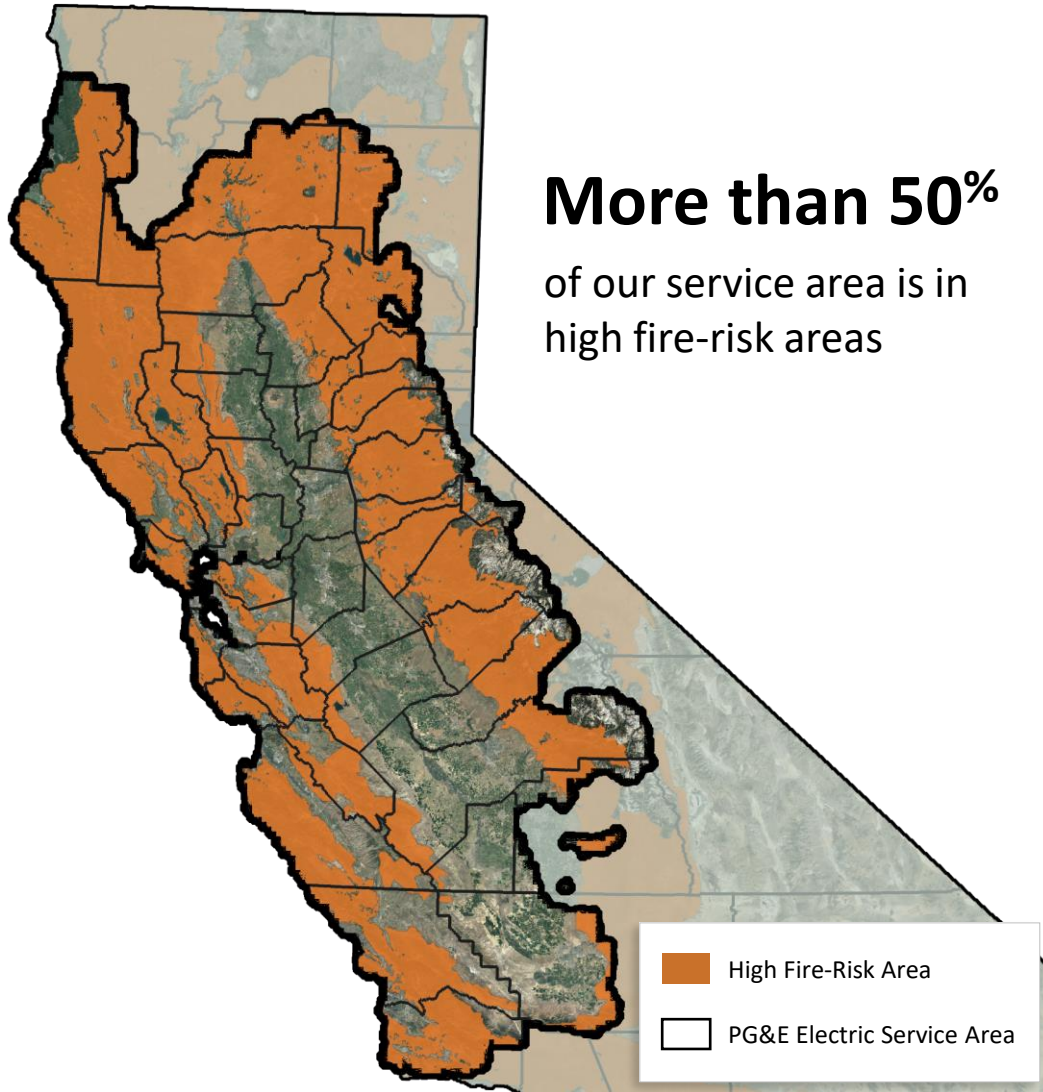 More than 50%
of our service area is in
high fire-risk areas
High Fire-Risk Area
PG&E Electric Service Area